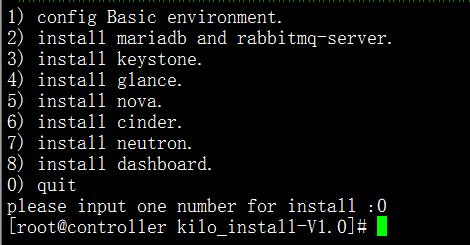 1) config Basic environment.
2) install mariadb and rabbitmq-server.
3) install keystone.
4) install glance.
5) install nova.
6) install cinder.
7) install neutron.
8) install dashboard.
0) quit
please input one number for install :0
[root@controller kilo_install-V1.0]#